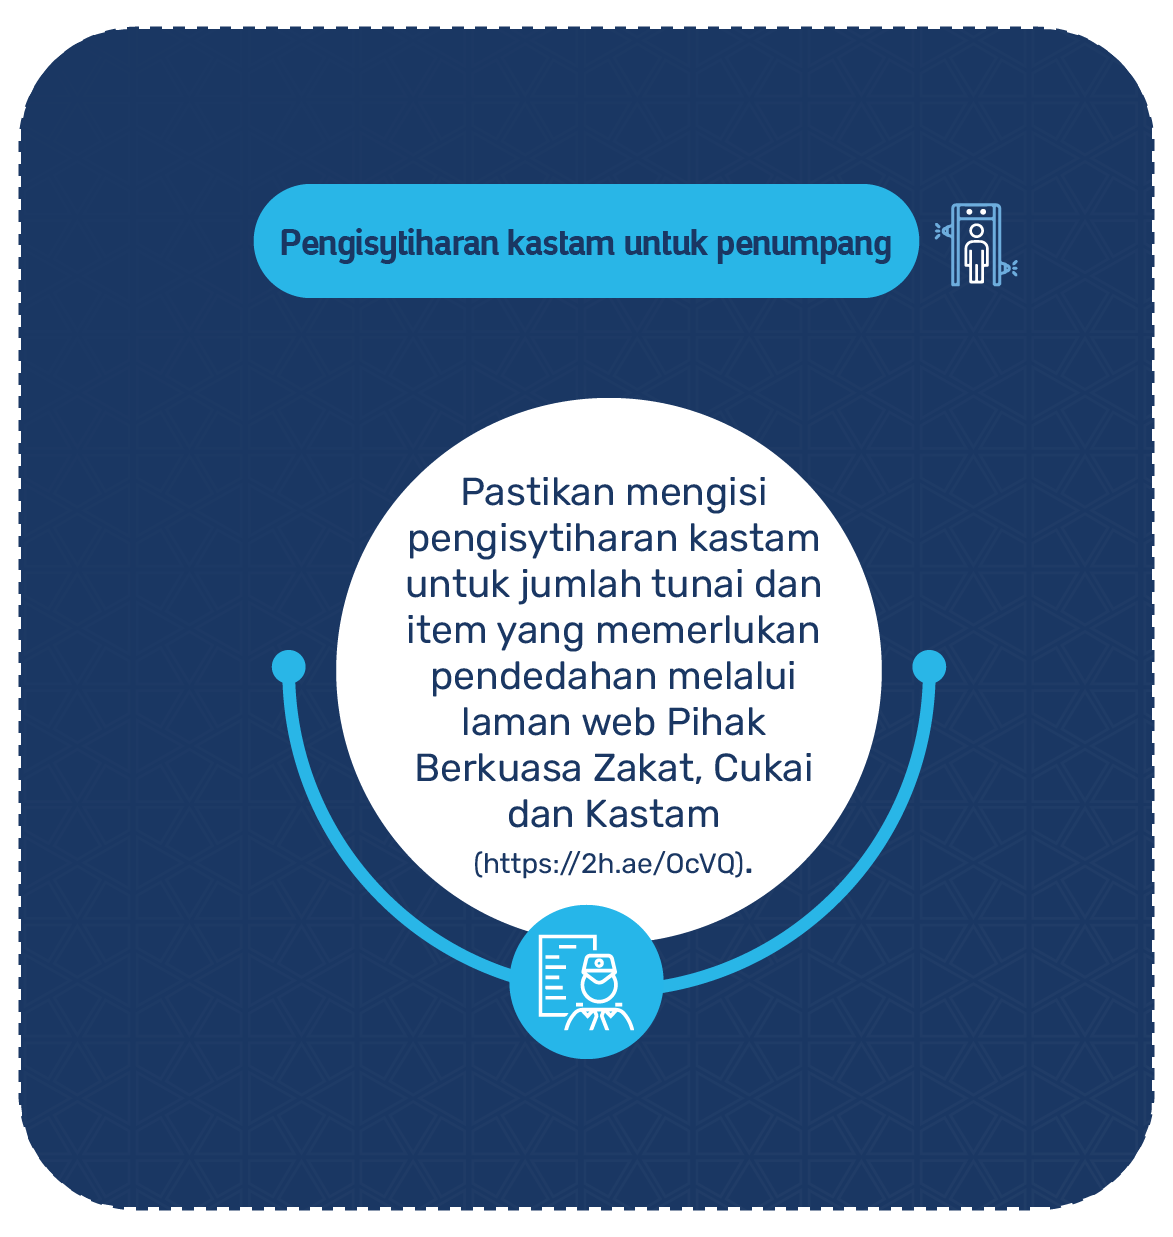 Pengisytiharan kastam untuk penumpang
Pastikan mengisi
pengisytiharan kastam
untuk jumlah tunai dan
item yang memerlukan
pendedahan melalui
laman web Pihak
Berkuasa Zakat, Cukai
dan Kastam
(https://2h.ae/OcVQ).